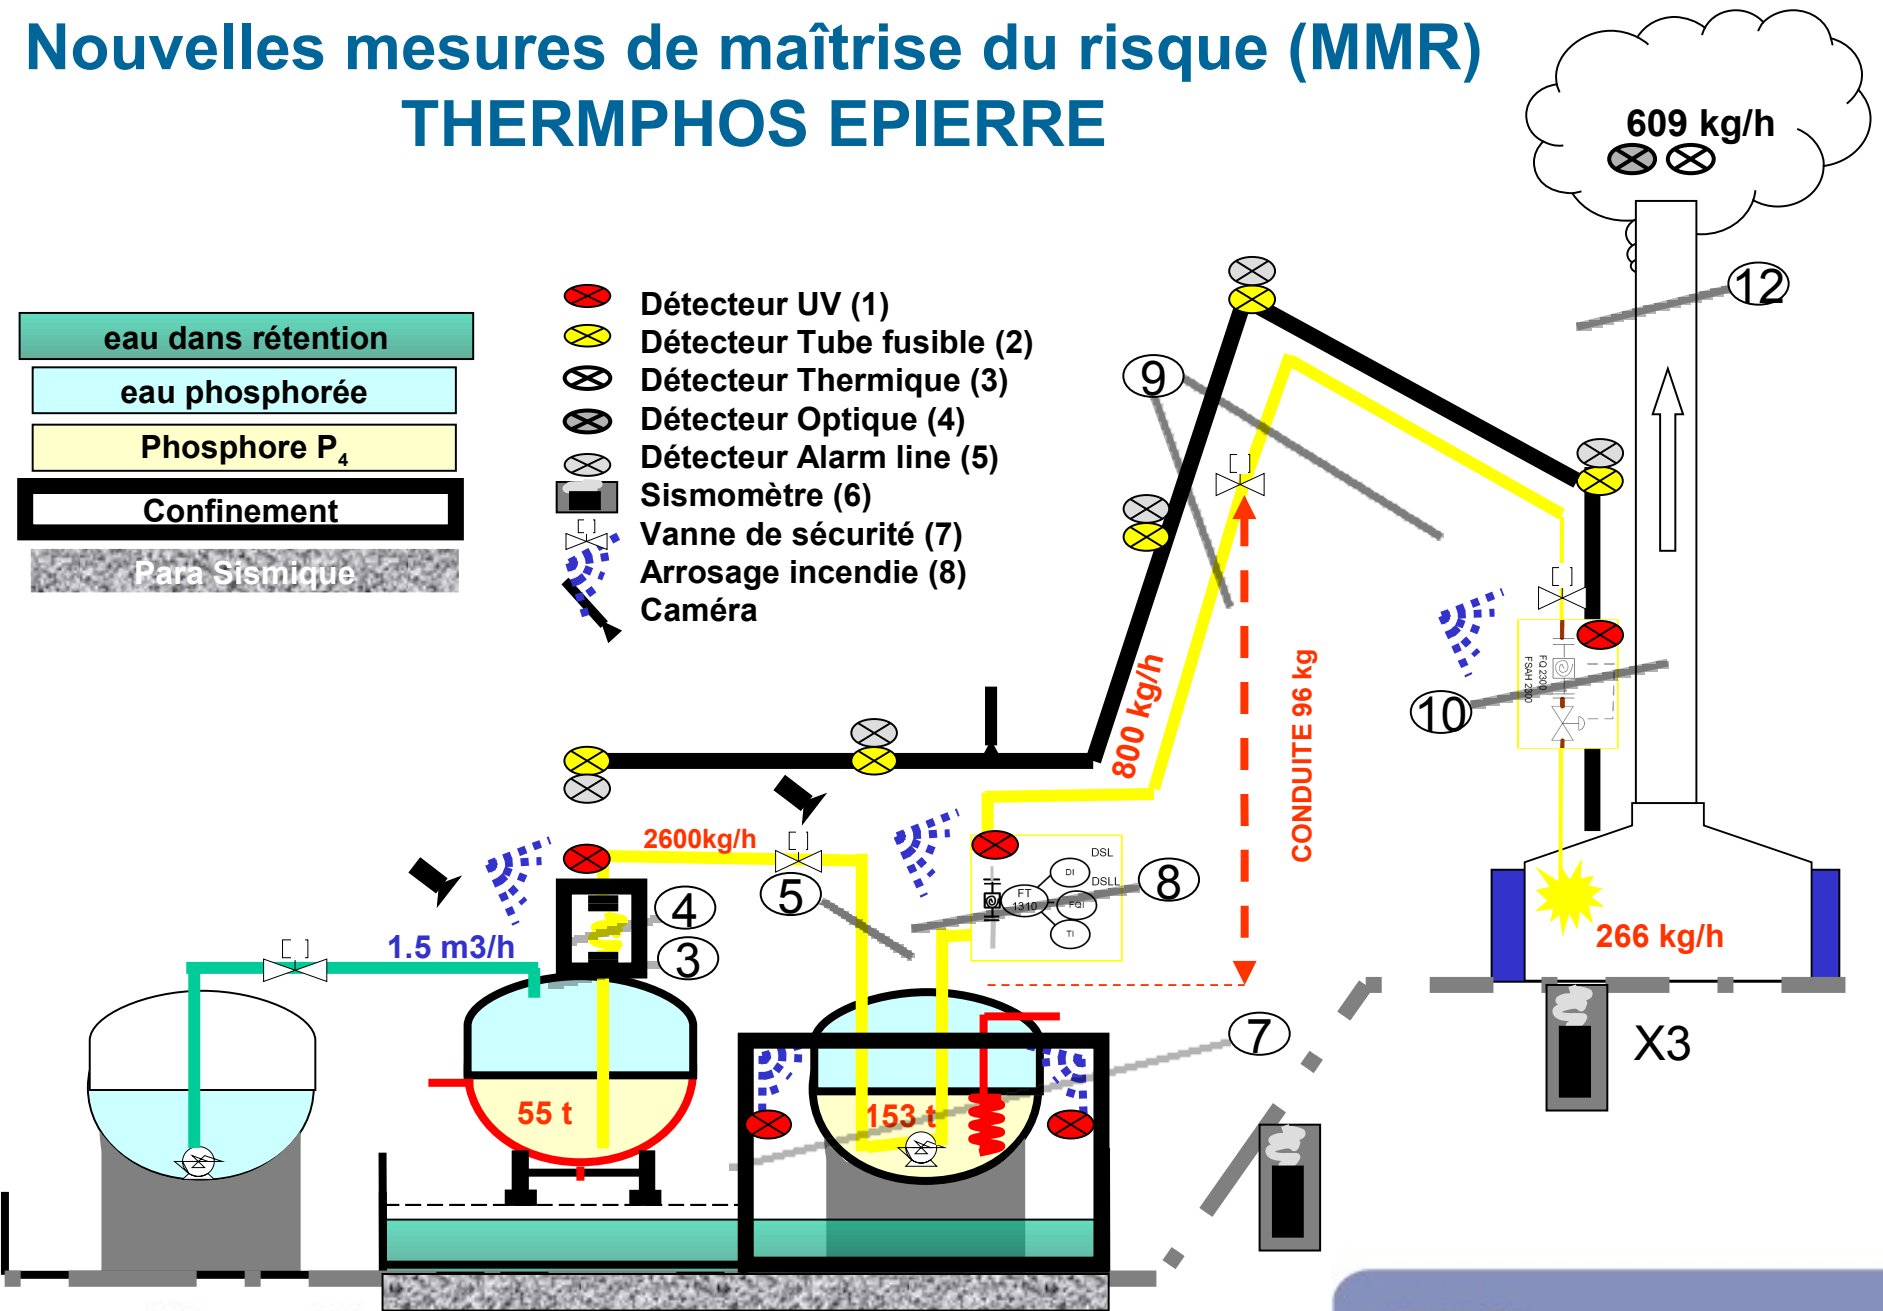 Nouvelles mesures de maîtrise du risque (MMR)
THERMPHOS EPIERRE
609 kg/h
12
eau dans rétention
eau phosphorée
Phosphore P4
Confinement
Para Sismique
Détecteur UV (1)
Détecteur Tube fusible (2)
Détecteur Thermique (3)
Détecteur Optique (4)
Détecteur Alarm line (5)
Sismomètre (6)
Vanne de sécurité (7)
Arrosage incendie (8)
Caméra
9
800 kg/h
CONDUITE 96 kg
FQ 2300
FSAH 2300
10
2600kg/h
5
DSL
DI
DSLL
FT
1310
FQI
TI
8
4
3
1.5 m3/h
266 kg/h
7
X3
55 t
153 t